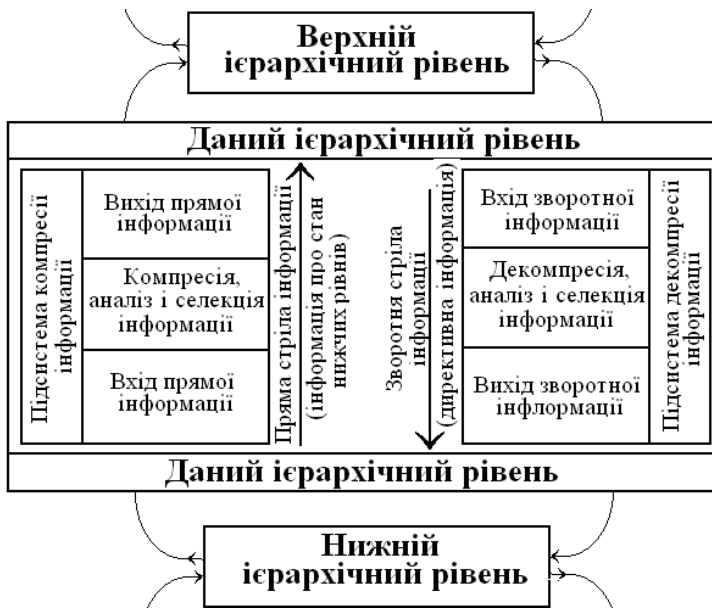 Верхній
ієрархічний рівень
Даний ієрархічний рівень
Підсистема компресії
інформації
Вихід прямої
інформації
Компресія,
аналіз і селекція
інформації
Вхід прямої
інформації
Пряма стріла інформації
(інформація про стан
нижчих рівнів)
Зворотня стріла
інформації
(директивна інформація)
Вхід зворотної
інформації
Декомпресія,
аналіз і селекція
інформації
Вихід зворотної
інфлормації
Підсистема декомпресії
інформації
Даний ієрархічний рівень
Нижній
ієрархічний рівень